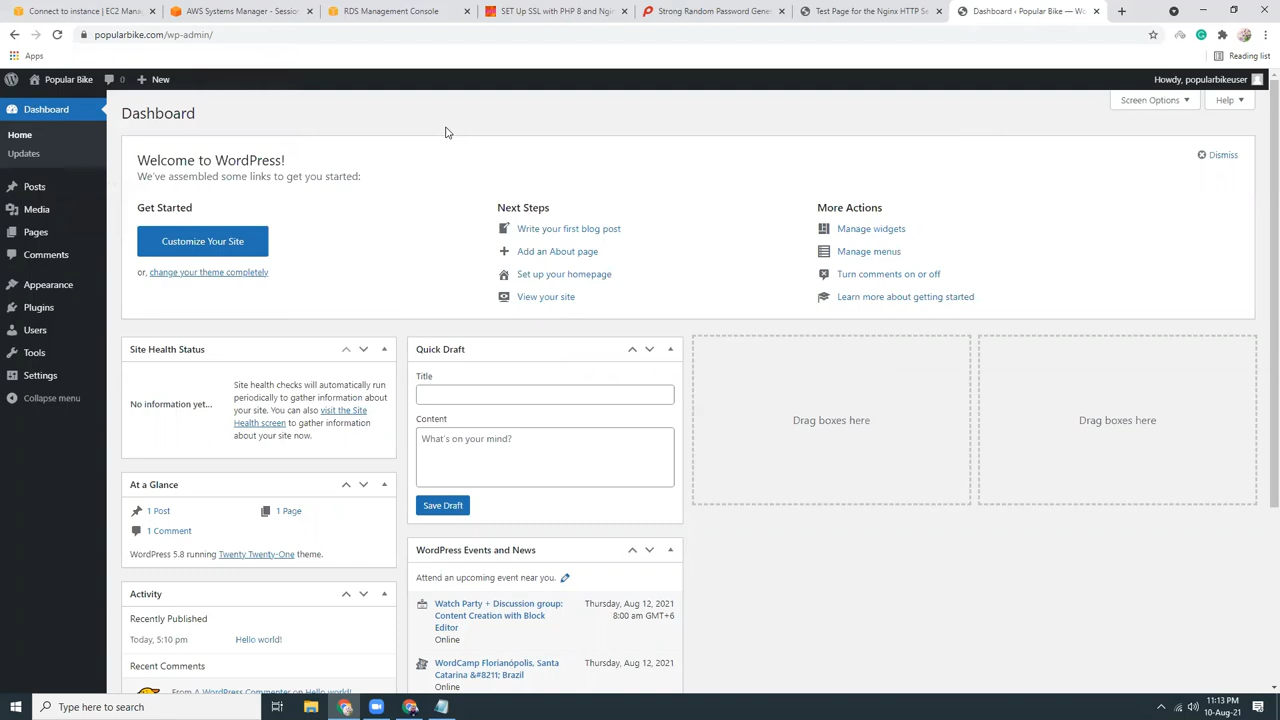 Connect to instance | EC2 Manag
AWS Systems Manager - Session
RDS Management Console
SET Up SSL with PHP 8 and Nginx
Strong Random Password Gener
Test Page for the Nginx HTTP Se
Dashboard ‹ Popular Bike — Wo
popularbike.com/wp-admin/
Apps
Reading list
Popular Bike
0
New
Howdy, popularbikeuser
Dashboard
Home
Updates
Posts
Media
Pages
Comments
Appearance
Plugins
Users
Tools
Settings
Collapse menu
Dashboard
Screen Options
Help
Welcome to WordPress!
We've assembled some links to get you started:
Dismiss
Get Started
Customize Your Site
or, change your theme completely
Next Steps
Write your first blog post
Add an About page
Set up your homepage
View your site
More Actions
Manage widgets
Manage menus
Turn comments on or off
Learn more about getting started
Site Health Status
No information yet...
Site health checks will automatically run
periodically to gather information about
your site. You can also visit the Site
Health screen to gather information
about your site now.
At a Glance
1 Post
1 Page
1 Comment
WordPress 5.8 running Twenty Twenty-One theme.
Activity
Recently Published
Today, 5:10 pm
Hello world!
Recent Comments
From A WordPress Commenter on Hello world!
Quick Draft
Title
Content
What's on your mind?
Save Draft
WordPress Events and News
Attend an upcoming event near you.
Watch Party + Discussion group:
Content Creation with Block
Editor
Online
Thursday, Aug 12, 2021
8:00 am GMT+6
WordCamp Florianópolis, Santa
Catarina &#8211; Brazil
Online
Thursday, Aug 12, 2021
Drag boxes here
Drag boxes here
Type here to search
11:13 PM
10-Aug-21